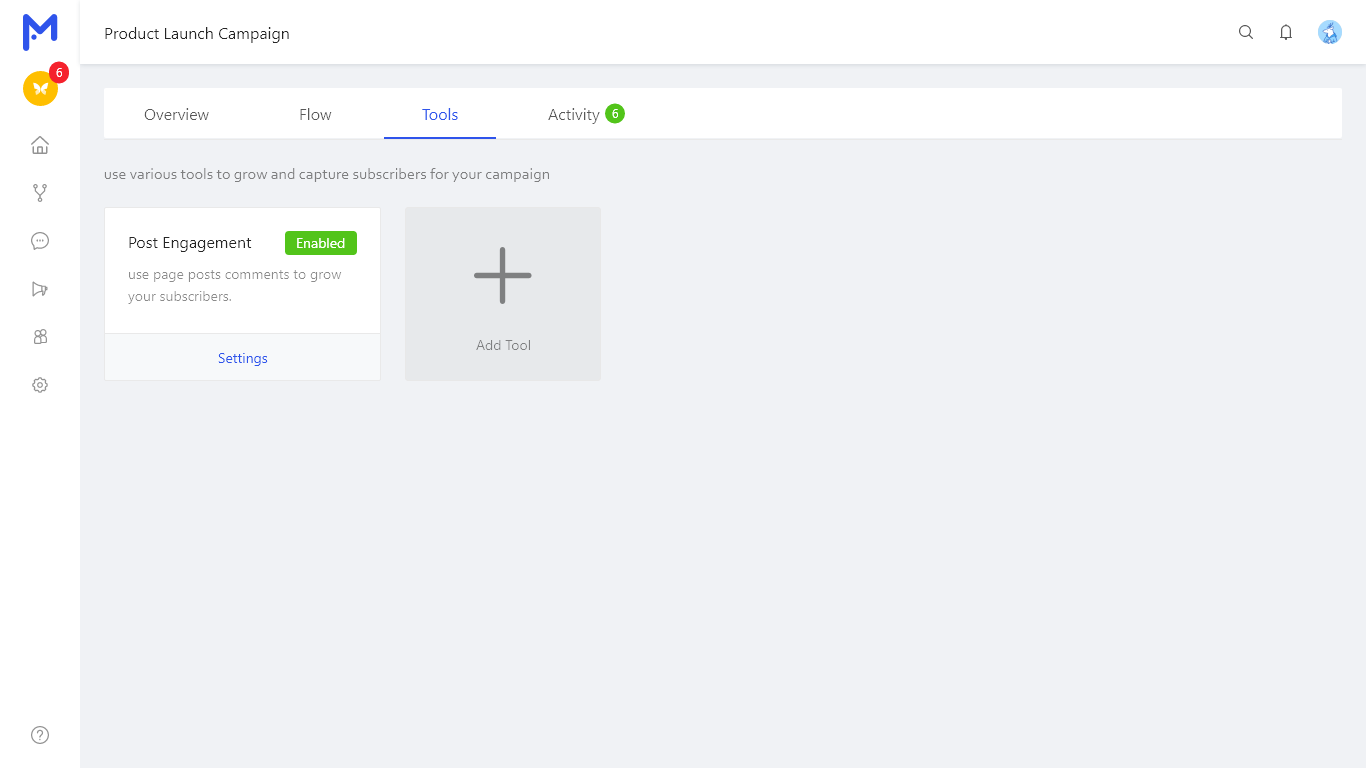 Product Launch Campaign
6
Overview
Flow
Tools
Activity 6
use various tools to grow and capture subscribers for your campaign
Post Engagement
Enabled
use page posts comments to grow
your subscribers.
Settings
Add Tool